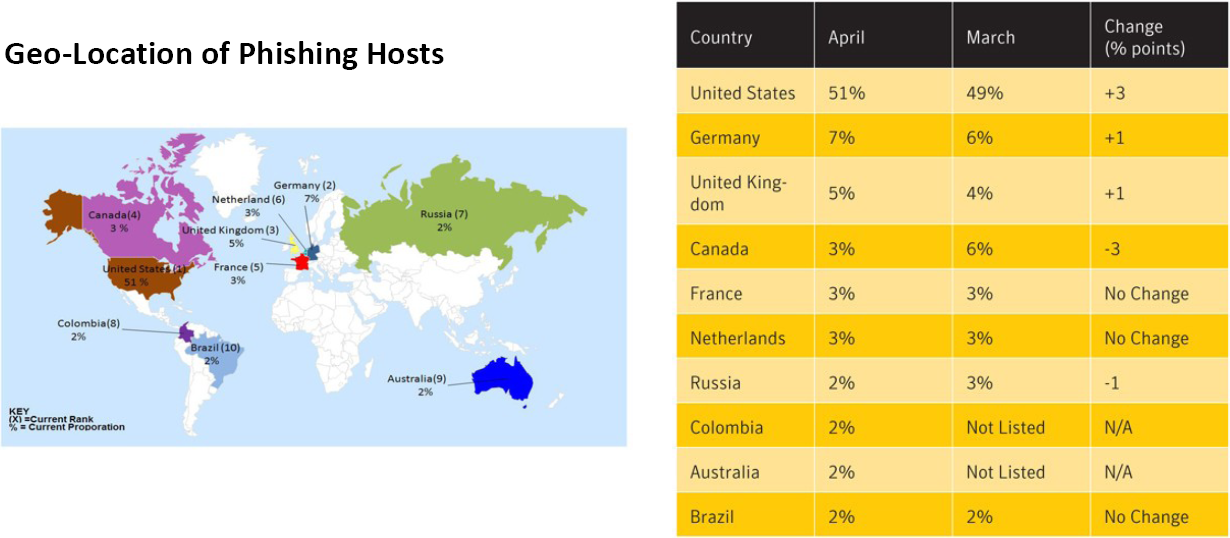 Geo-Location of Phishing Hosts
Canada(4)
3 %
United States (1)
51 %
Netherland (6)
3%
Germany (2)
7%
United Kingdom (3)
5%
France (5)
3%
Russia (7)
2%
Colombia(8)
2%
Brazil (10)
2%
Australia(9)
2%
KEY
(X) =Current Rank
% = Current Proporation
Country April March Change
(% points)
United States 51% 49% +3
Germany 7% 6% +1
United King-
dom 5% 4% +1
Canada 3% 6% -3
France 3% 3% No Change
Netherlands 3% 3% No Change
Russia 2% 3% -1
Colombia 2% Not Listed N/A
Australia 2% Not Listed N/A
Brazil 2% 2% No Change